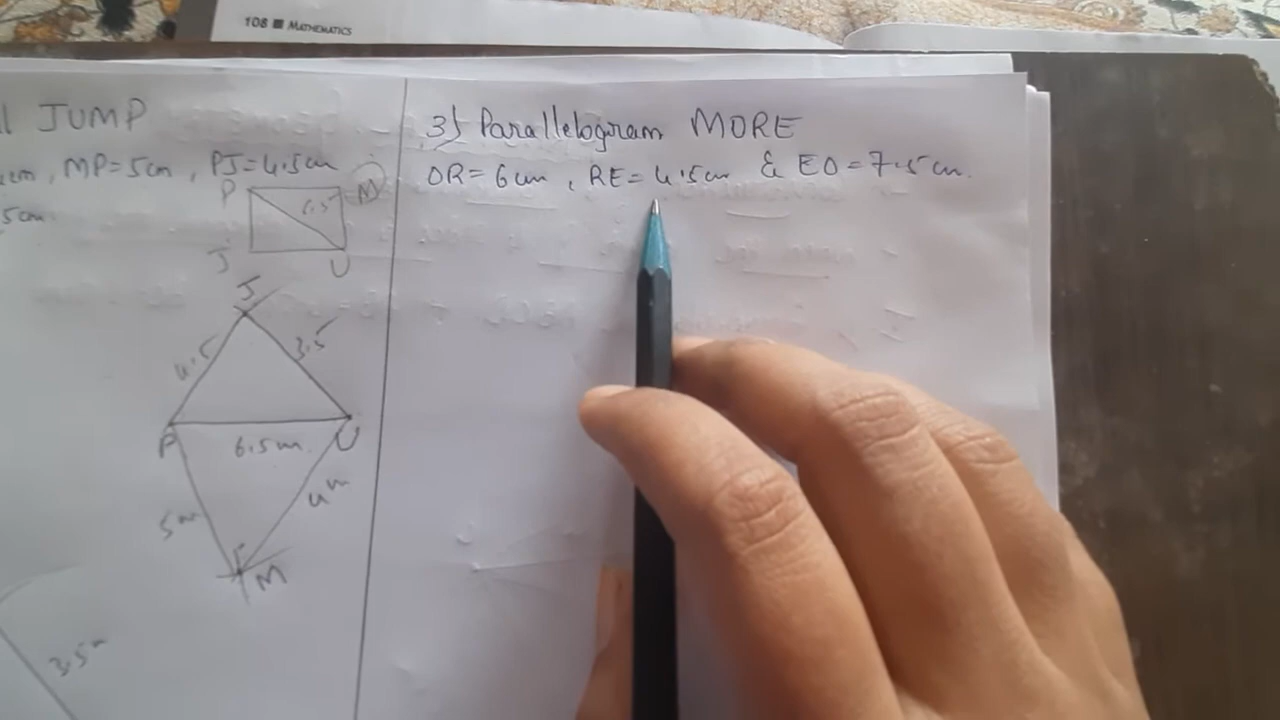 108 ■ MATHEMATICS
JUMP
cm, MP=5cm, PJ=4.5cm
5cm.
P
M
6.5
J
U
J
4.5
3.5
P
6.5cm.
U
5cm
4cm
M
3.5
3) Parallelogram MORE
OR=6cm, RE=4.5cm & EO=7.5cm.